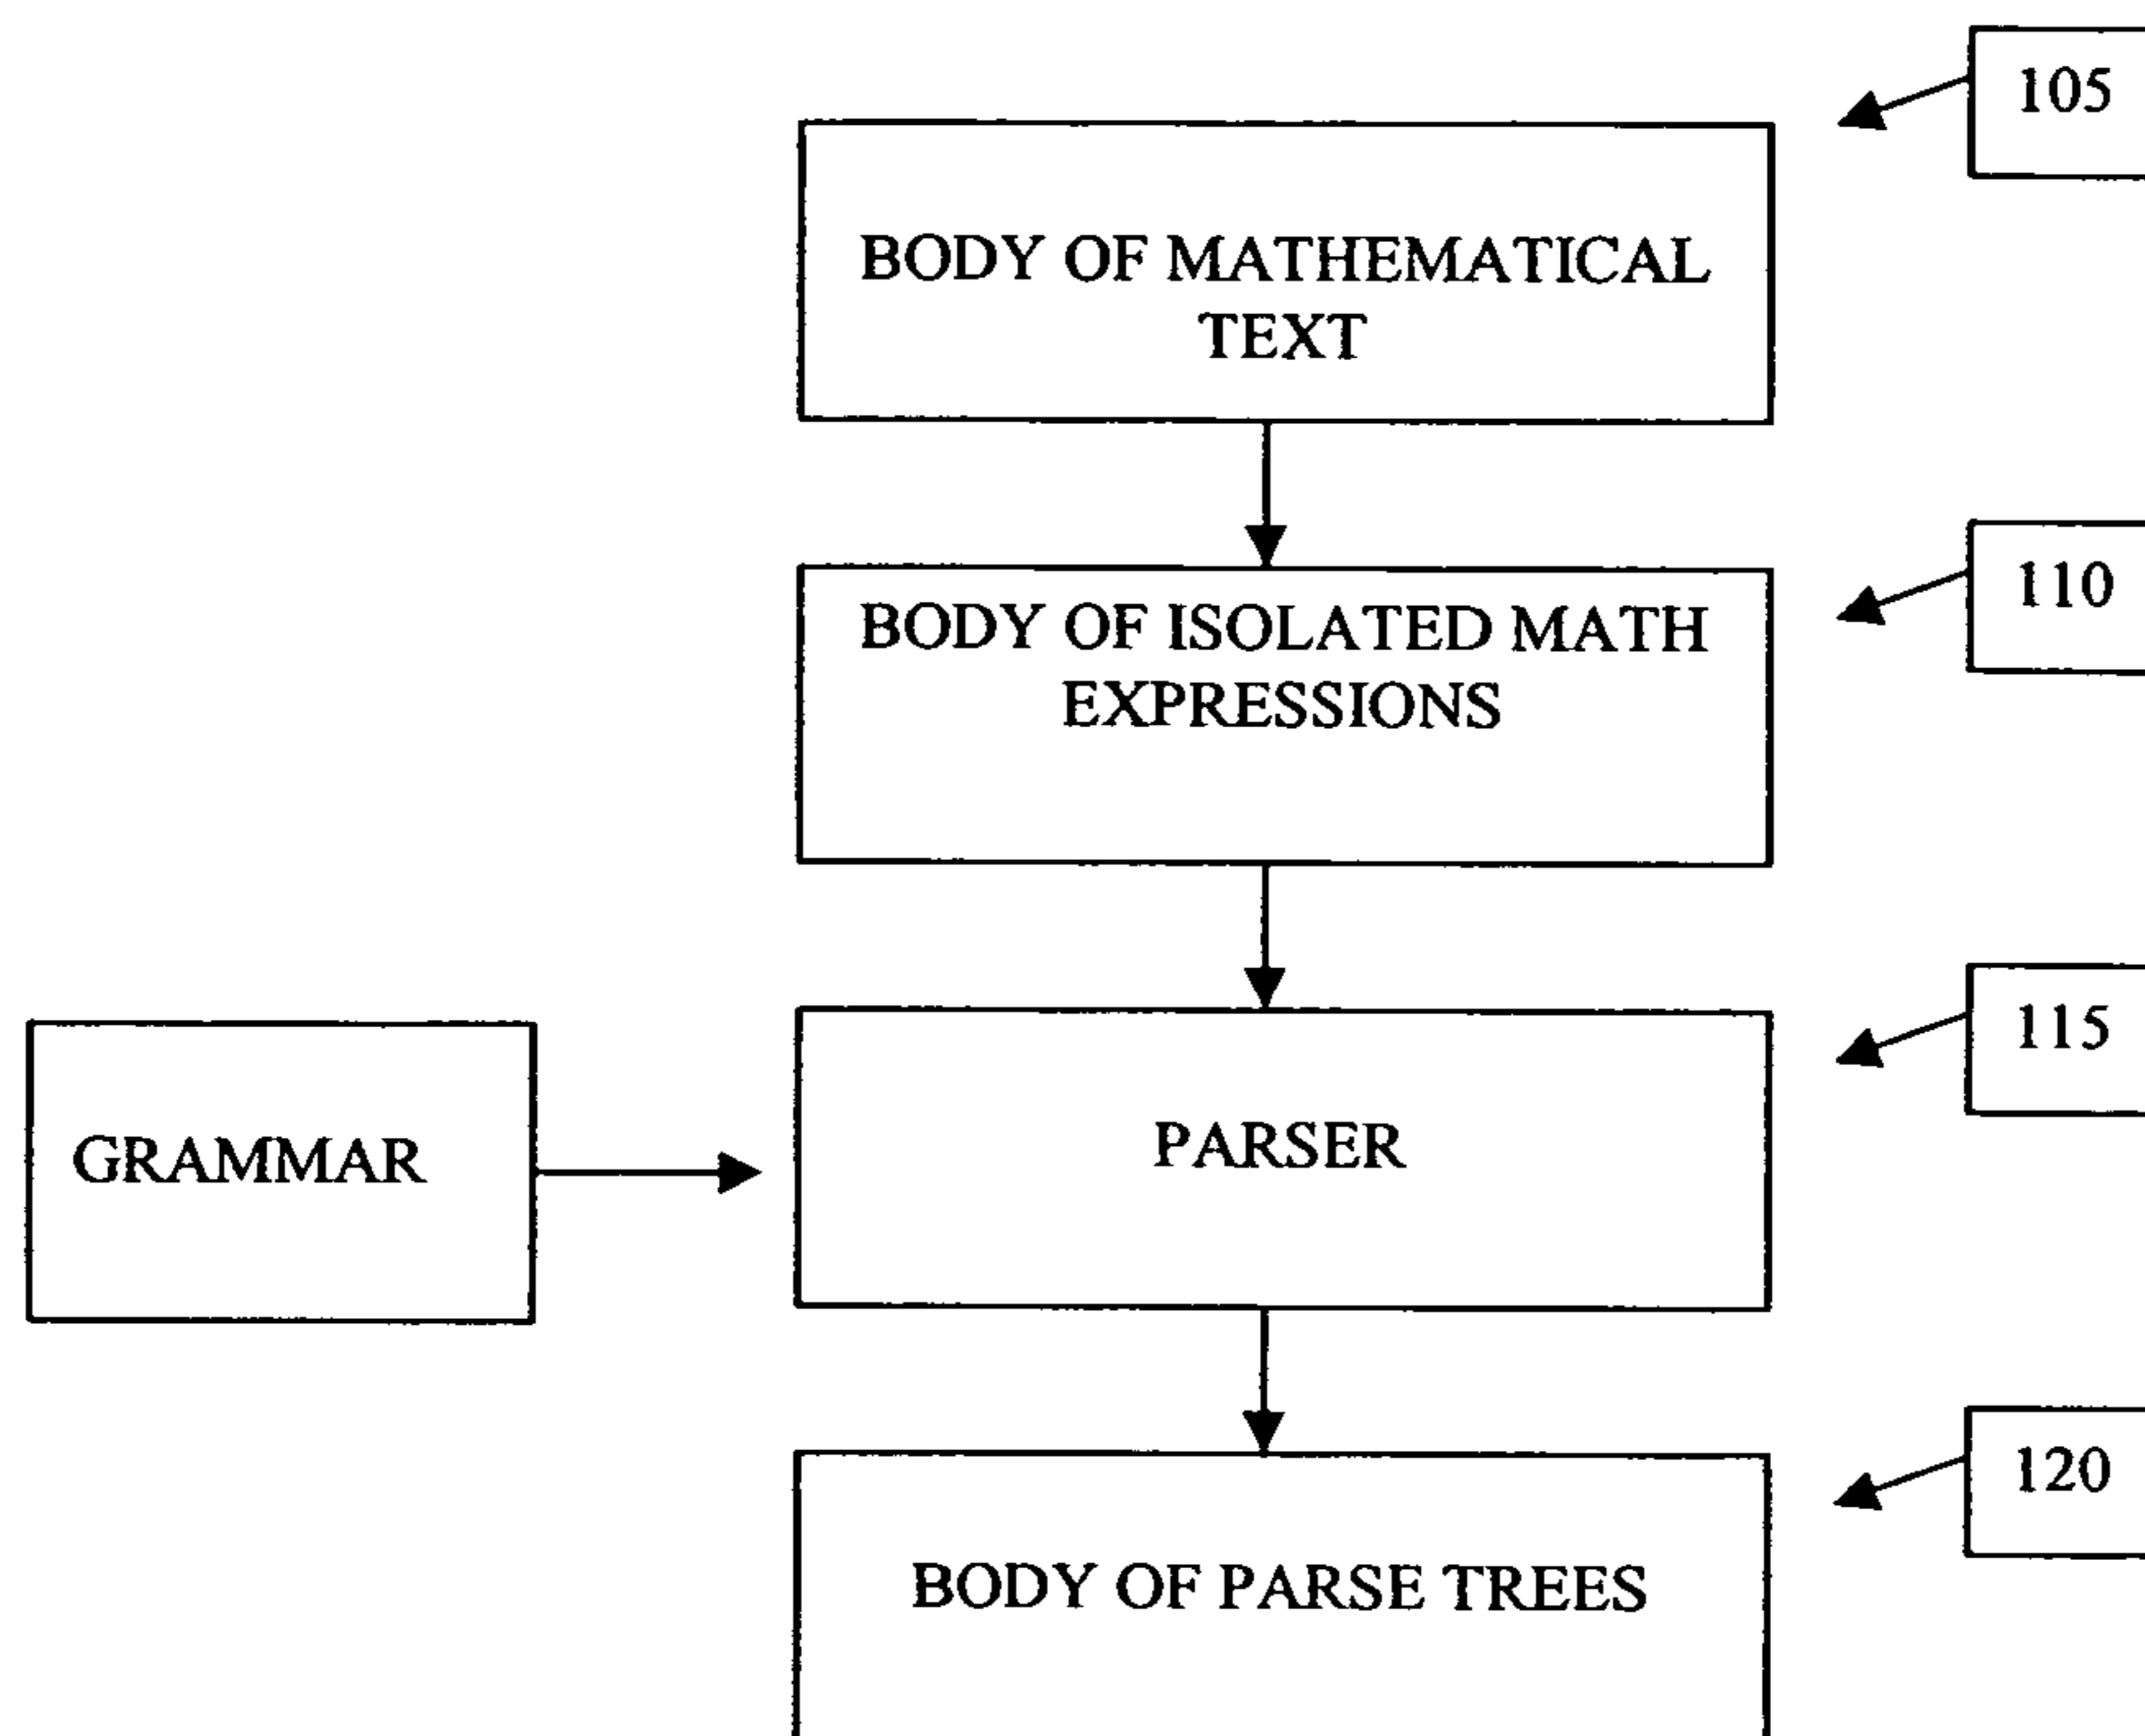 105
BODY OF MATHEMATICAL
TEXT
110
BODY OF ISOLATED MATH
EXPRESSIONS
115
GRAMMAR
PARSER
120
BODY OF PARSE TREES